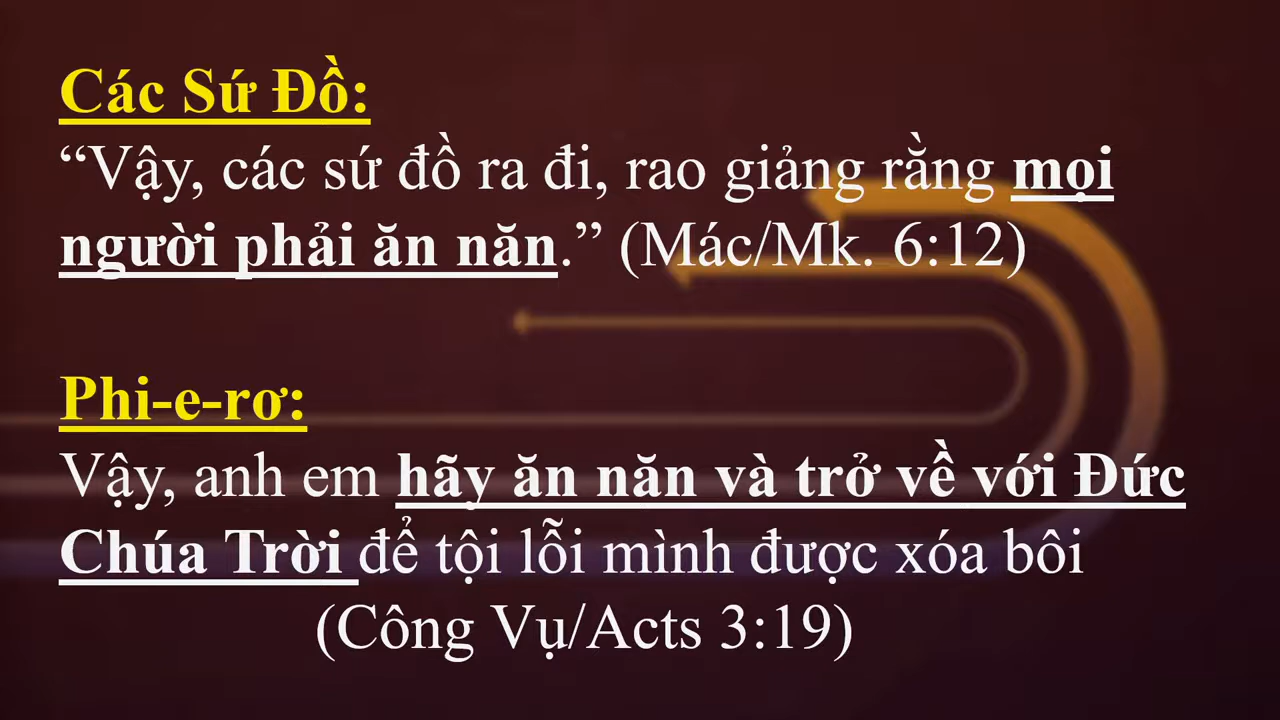 Các Sứ Đồ:
“Vậy, các sứ đồ ra đi, rao giảng rằng mọi
người phải ăn năn.” (Mác/Mk. 6:12)
Phi-e-rơ:
Vậy, anh em hãy ăn năn và trở về với Đức
Chúa Trời để tội lỗi mình được xóa bôi
(Công Vụ/Acts 3:19)